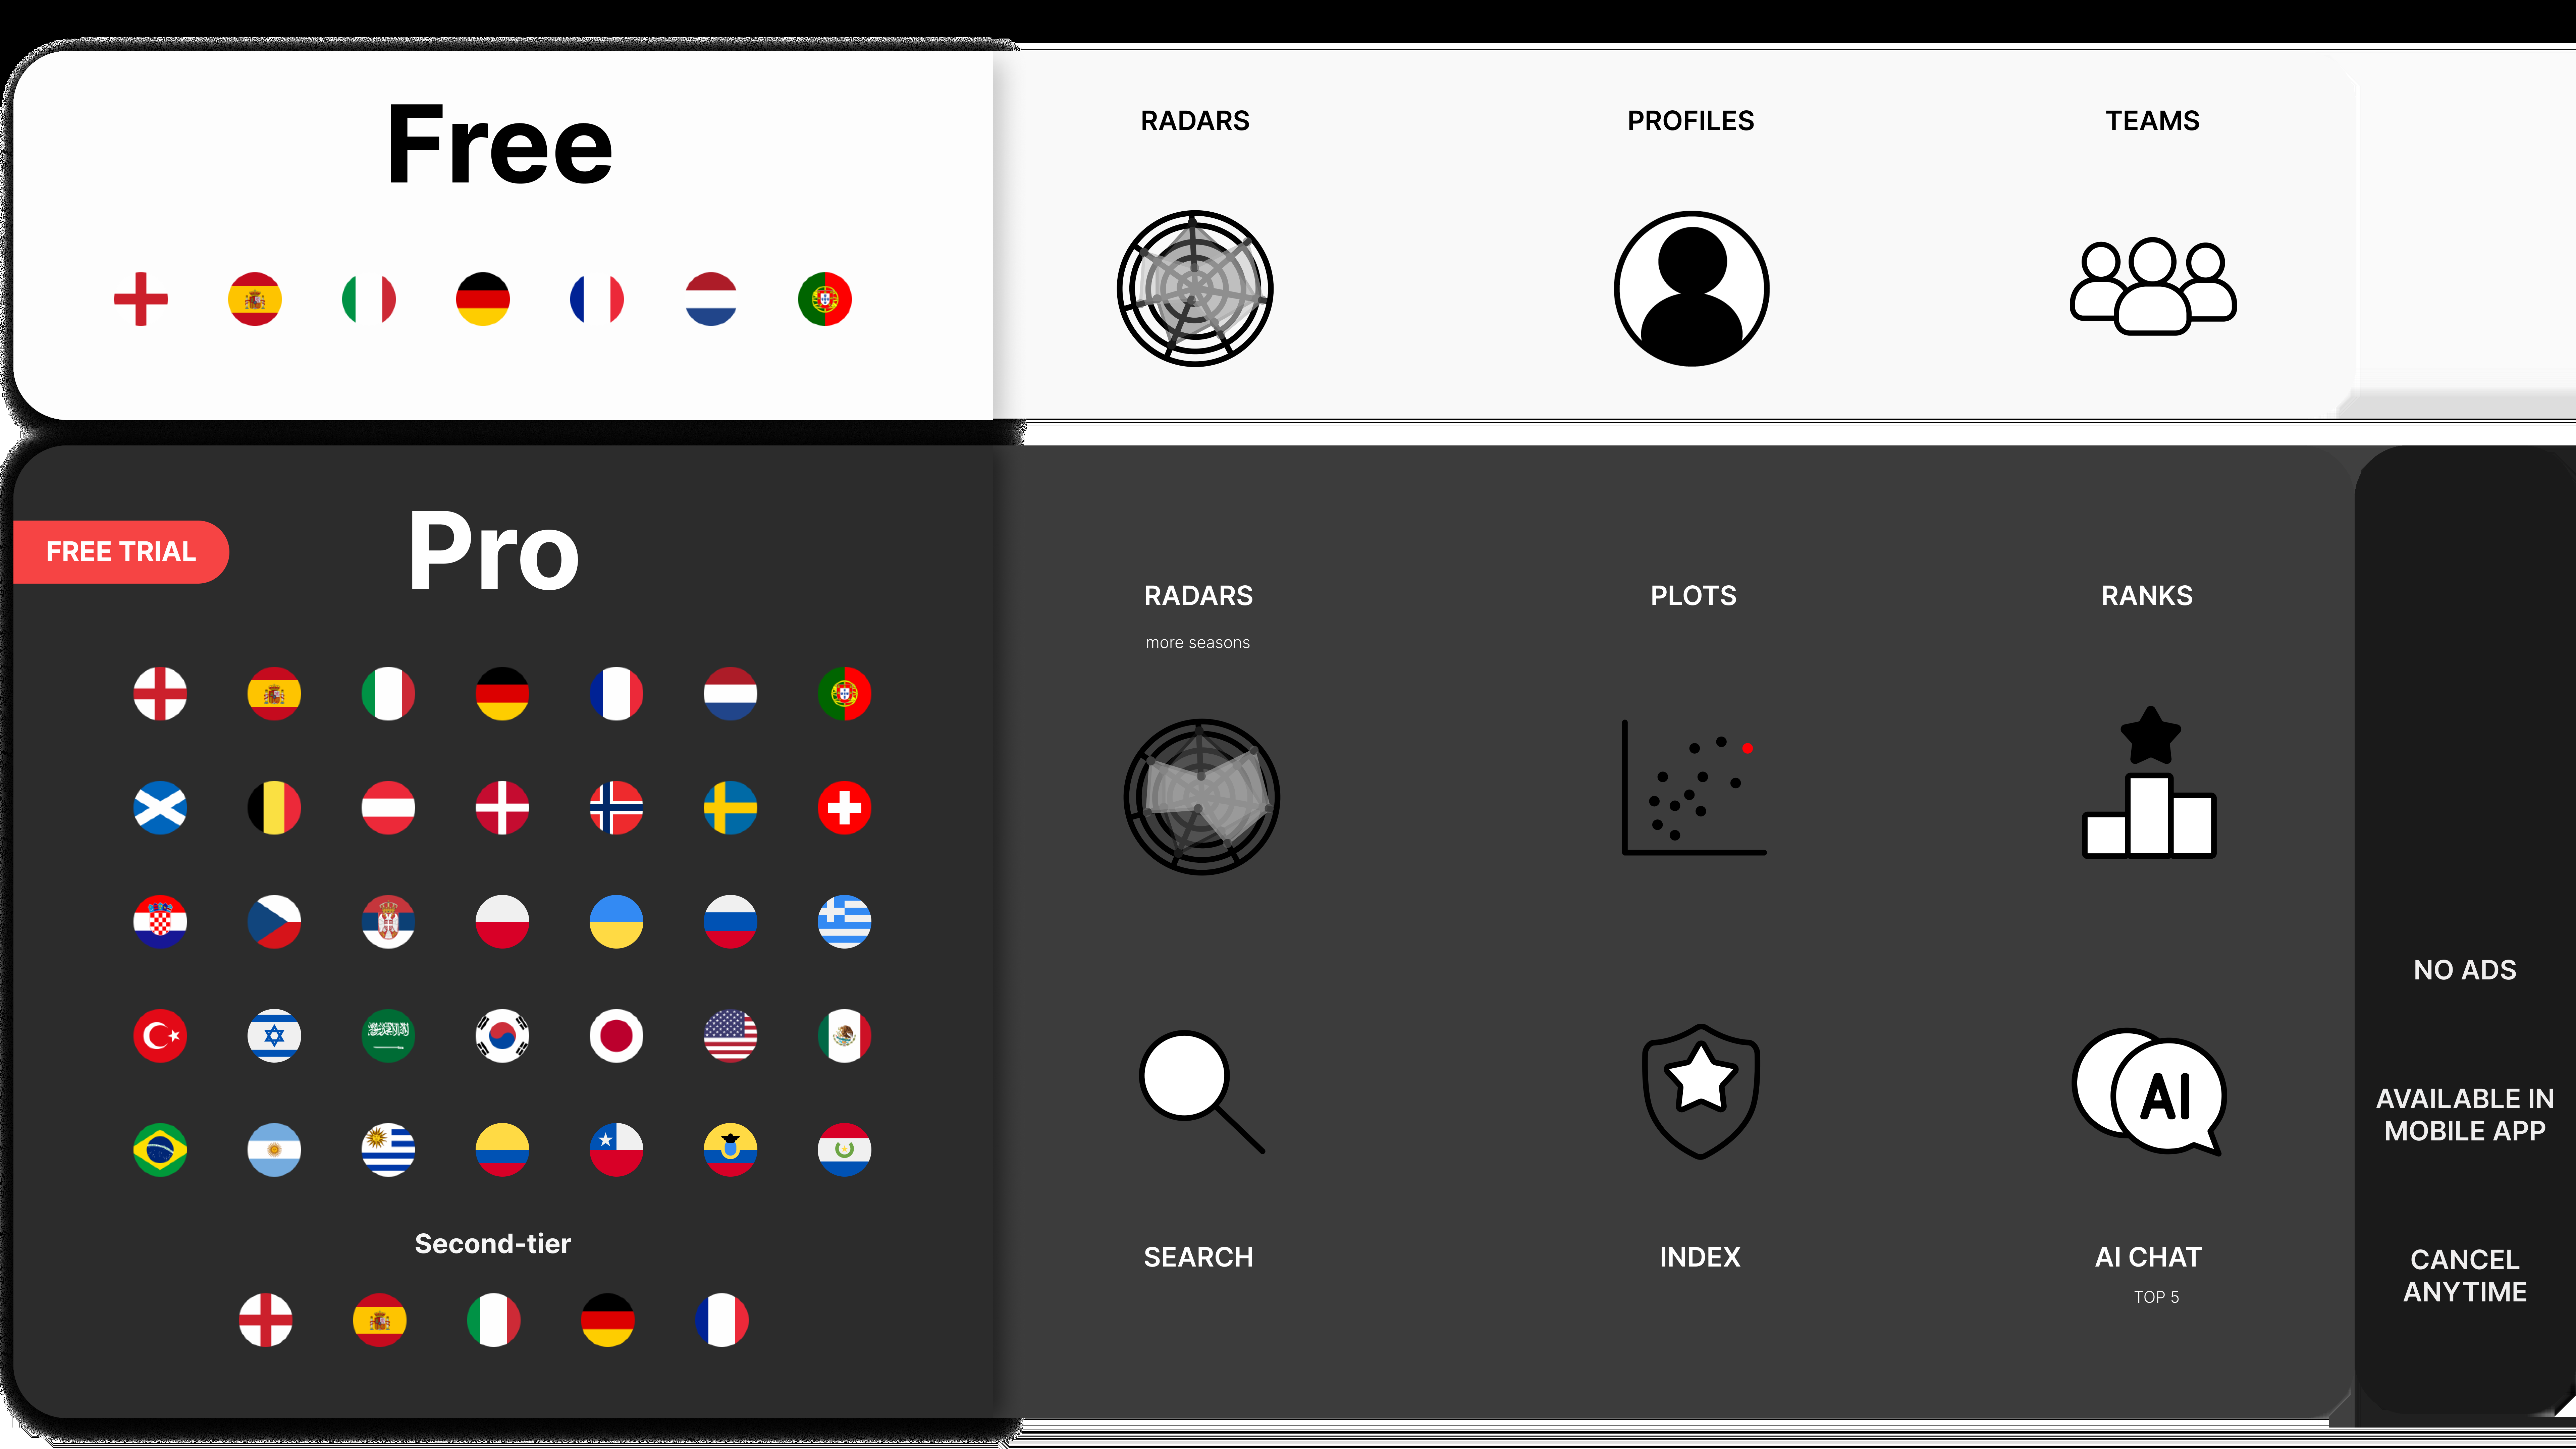 Free
RADARS
PROFILES
TEAMS
FREE TRIAL
Pro
RADARS
more seasons
PLOTS
RANKS
Second-tier
SEARCH
INDEX
AI
AI CHAT
TOP 5
NO ADS
AVAILABLE IN
MOBILE APP
CANCEL
ANYTIME